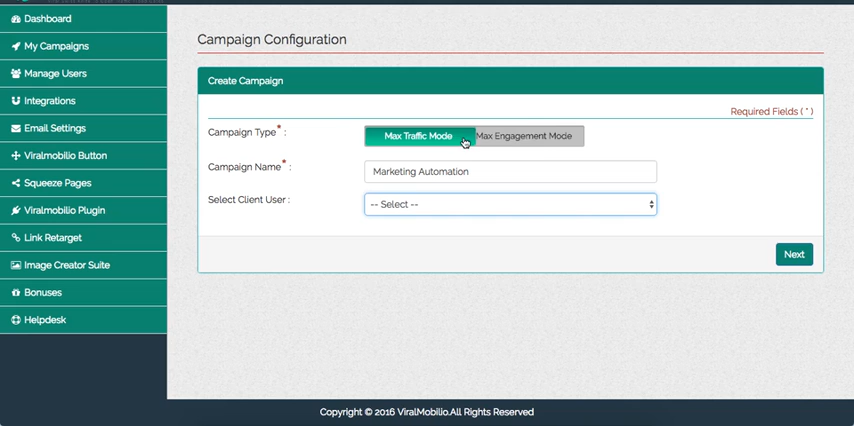 Dashboard
My Campaigns
Manage Users
Integrations
Email Settings
Viralmobilio Button
Squeeze Pages
Viralmobilio Plugin
Link Retarget
Image Creator Suite
Bonuses
Helpdesk
Campaign Configuration
Create Campaign
Required Fields ( * )
Campaign Type * : Max Traffic Mode Max Engagement Mode
Campaign Name * : Marketing Automation
Select Client User : -- Select --
Next
Copyright © 2016 ViralMobilio.All Rights Reserved